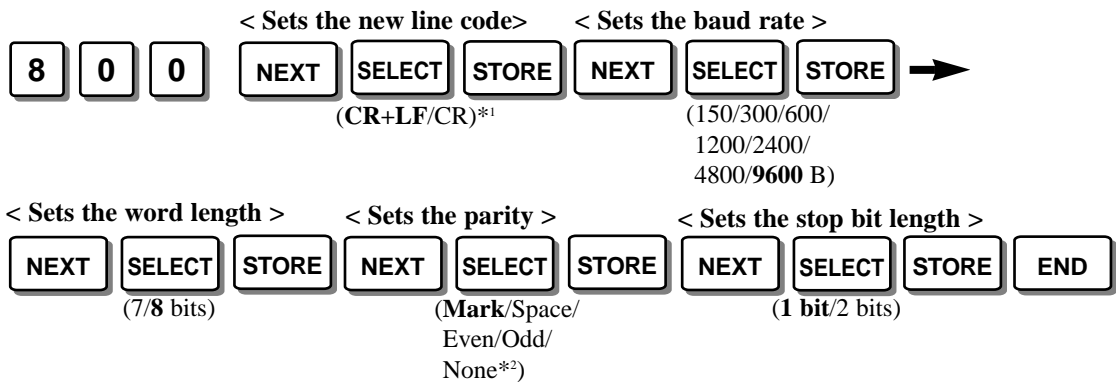 < Sets the new line code> < Sets the baud rate >
8 0 0 NEXT SELECT STORE NEXT SELECT STORE
(CR+LF/CR)*1 (150/300/600/
1200/2400/
4800/9600 B)
< Sets the word length > < Sets the parity > < Sets the stop bit length >
NEXT SELECT STORE NEXT SELECT STORE NEXT SELECT STORE END
(7/8 bits) (Mark/Space/ (1 bit/2 bits)
Even/Odd/
None*2)